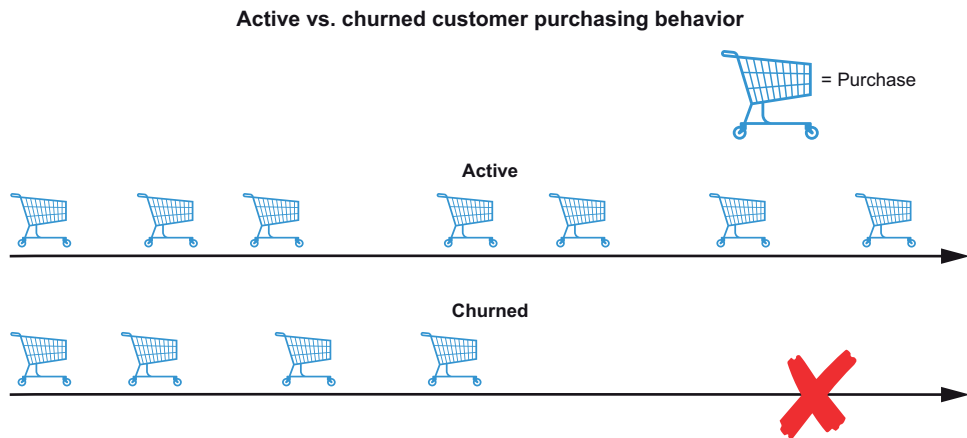 Active vs. churned customer purchasing behavior
= Purchase
Active
Churned